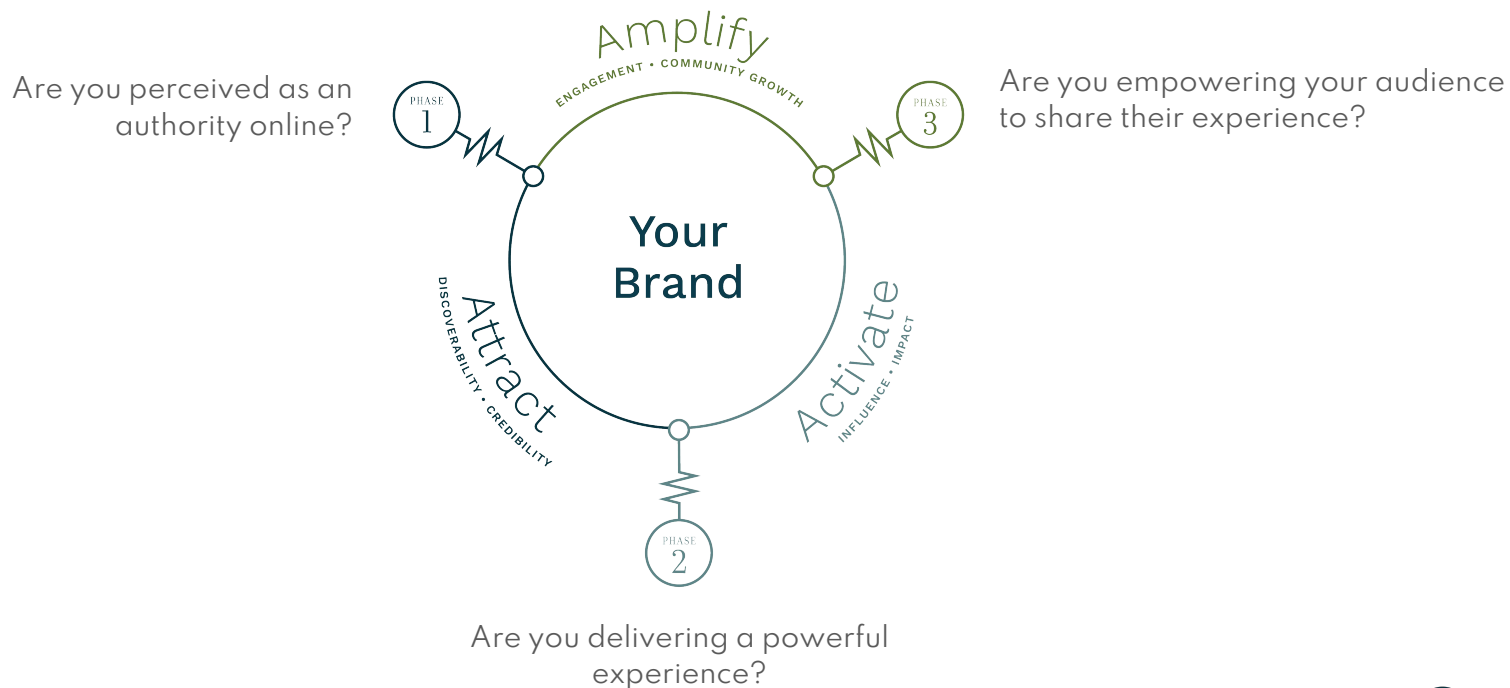 Amplify
ENGAGEMENT • COMMUNITY GROWTH
Are you perceived as an
authority online?
PHASE
1
PHASE
3
Are you empowering your audience
to share their experience?
Your
Brand
Attract
DISCOVERABILITY • CREDIBILITY
Activate
INFLUENCE • IMPACT
PHASE
2
Are you delivering a powerful
experience?